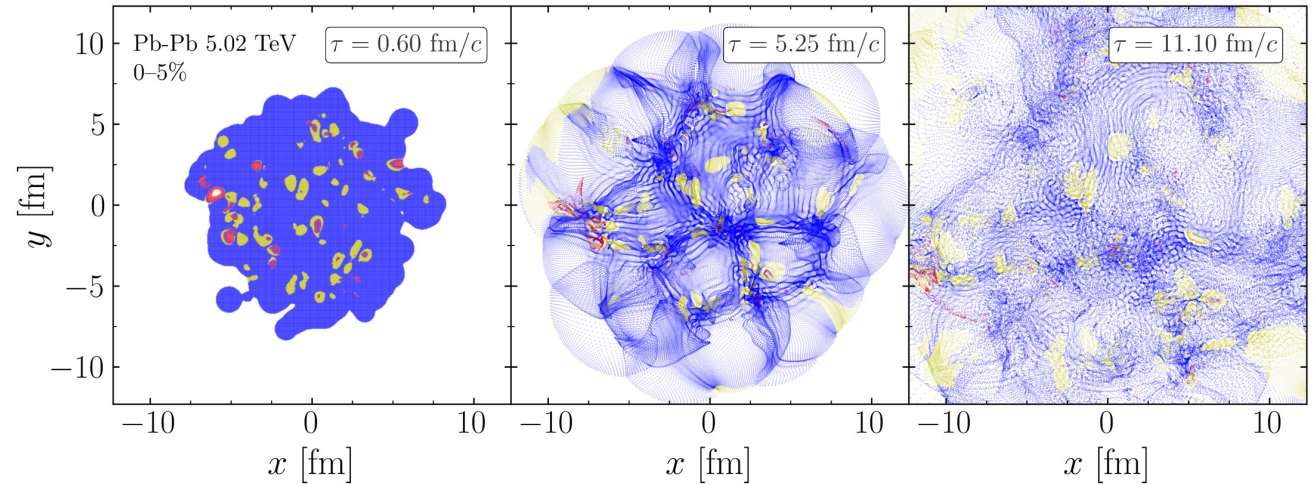 Pb-Pb 5.02 TeV
0–5%
τ = 0.60 fm/c
τ = 5.25 fm/c
τ = 11.10 fm/c
10
5
0
−5
−10
y [fm]
−10 0 10
−10 0 10
−10 0 10
x [fm]
x [fm]
x [fm]